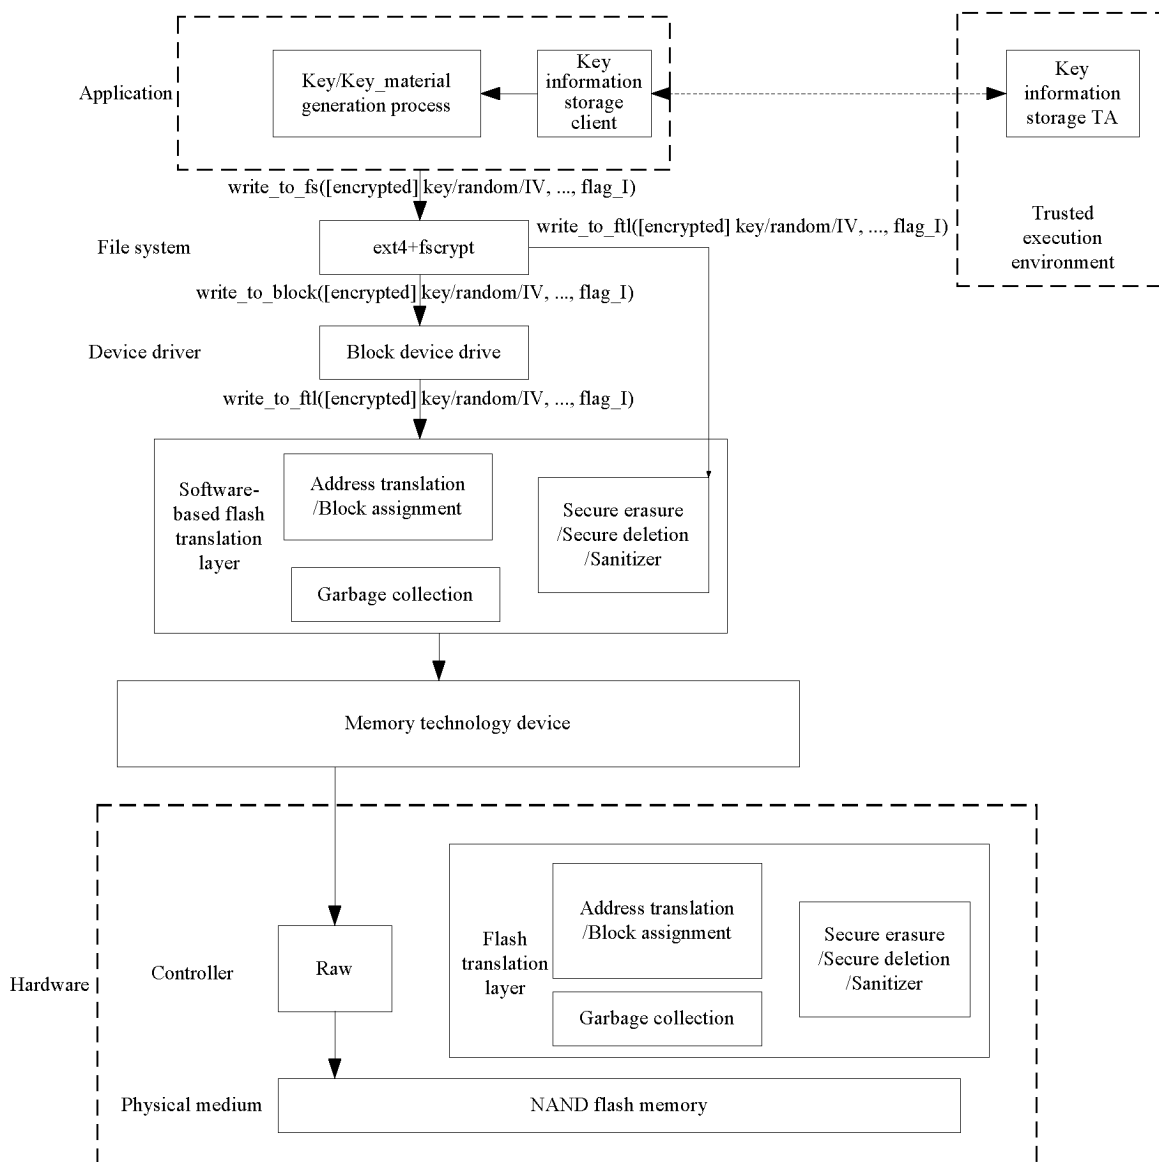 Application
Key/Key_material
generation process
Key
information
storage
client
Key
information
storage TA
Trusted
execution
environment
write_to_fs([encrypted] key/random/IV, ..., flag_I)
File system
ext4+fscrypt
write_to_ftl([encrypted] key/random/IV, ..., flag_I)
write_to_block([encrypted] key/random/IV, ..., flag_I)
Device driver
Block device drive
write_to_ftl([encrypted] key/random/IV, ..., flag_I)
Software-
based flash
translation
layer
Address translation
/Block assignment
Garbage collection
Secure erasure
/Secure deletion
/Sanitizer
Memory technology device
Hardware
Controller
Raw
Flash
translation
layer
Address translation
/Block assignment
Garbage collection
Secure erasure
/Secure deletion
/Sanitizer
Physical medium
NAND flash memory